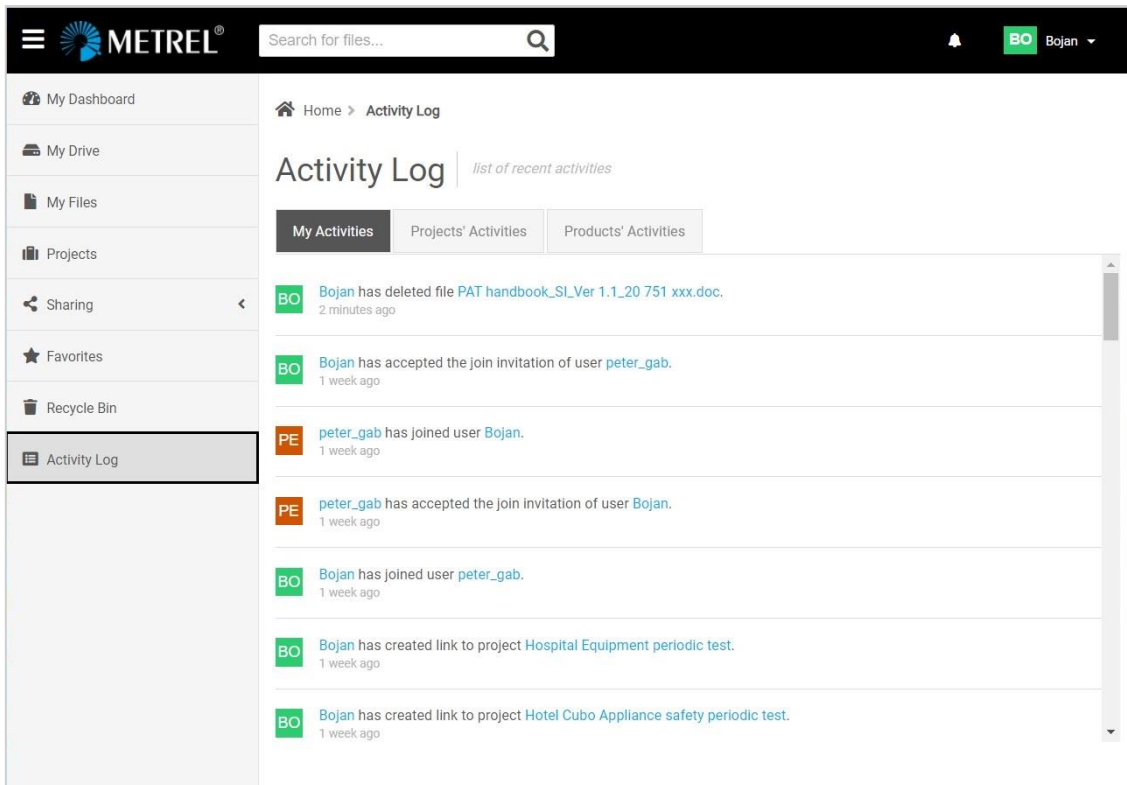 METREL®
Search for files...
BO Bojan
My Dashboard
My Drive
My Files
Projects
Sharing
Favorites
Recycle Bin
Activity Log
Home > Activity Log
Activity Log
list of recent activities
My Activities
Projects' Activities
Products' Activities
BO
Bojan has deleted file PAT handbook_SI_Ver 1.1_20 751 xxx.doc.
2 minutes ago
BO
Bojan has accepted the join invitation of user peter_gab.
1 week ago
PE
peter_gab has joined user Bojan.
1 week ago
PE
peter_gab has accepted the join invitation of user Bojan.
1 week ago
BO
Bojan has joined user peter_gab.
1 week ago
BO
Bojan has created link to project Hospital Equipment periodic test.
1 week ago
BO
Bojan has created link to project Hotel Cubo Appliance safety periodic test.
1 week ago